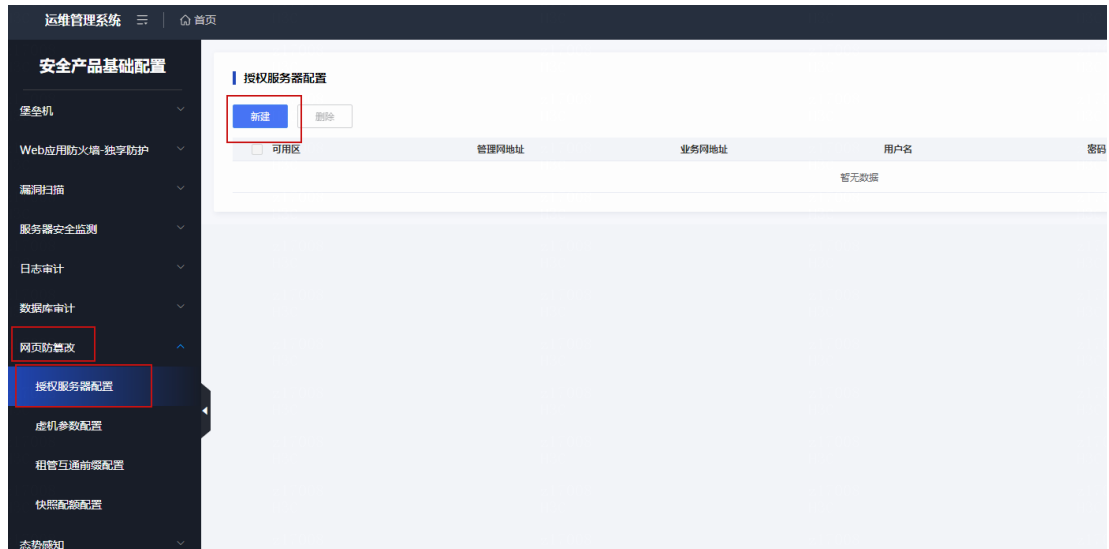 运维管理系统 首页
安全产品基础配置
堡垒机
Web应用防火墙-独享防护
漏洞扫描
服务器安全监测
日志审计
数据库审计
网页防篡改
授权服务器配置
虚机参数配置
租管互通前缀配置
快照配额配置
态势感知
授权服务器配置
新建 删除
可用区 管理网地址 业务网地址 用户名 密码
暂无数据